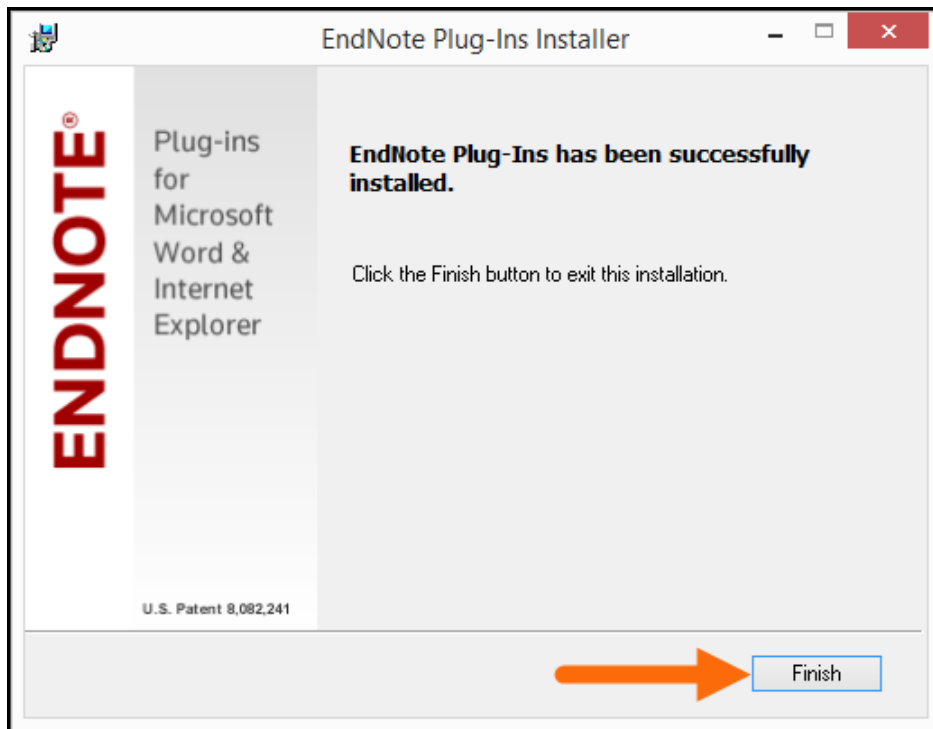 EndNote Plug-Ins Installer
ENDNOTE®
Plug-ins
for
Microsoft
Word &
Internet
Explorer
U.S. Patent 8,082,241
EndNote Plug-Ins has been successfully
installed.
Click the Finish button to exit this installation.
Finish